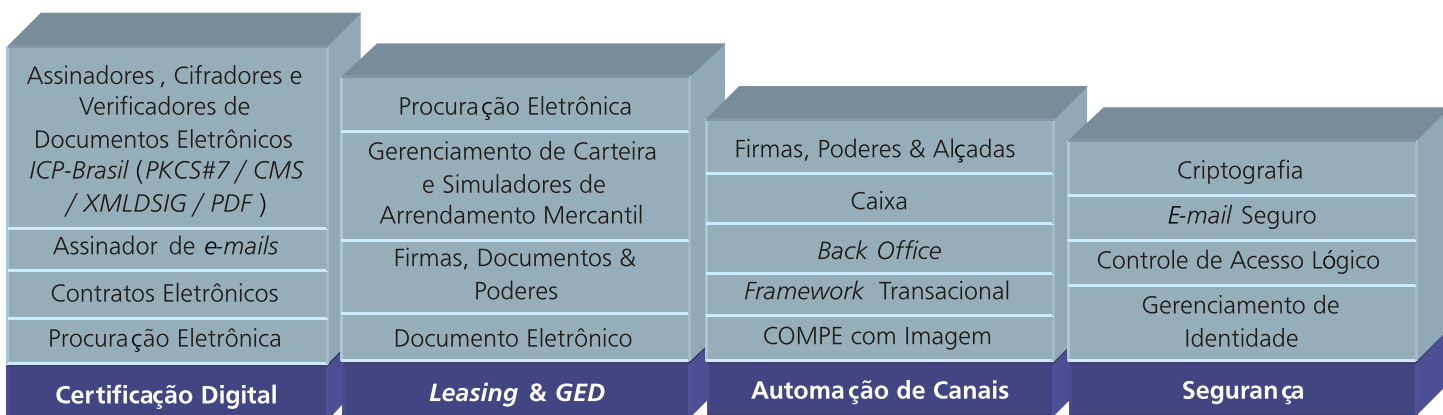 Assinadores, Cifradores e
Verificadores de
Documentos Eletrônicos
ICP-Brasil (PKCS#7 / CMS
/ XMLDSIG / PDF )
Assinador de e-mails
Contratos Eletrônicos
Procuração Eletrônica
Certificação Digital
Procuração Eletrônica
Gerenciamento de Carteira
e Simuladores de
Arrendamento Mercantil
Firmas, Documentos &
Poderes
Documento Eletrônico
Leasing & GED
Firmas, Poderes & Alçadas
Caixa
Back Office
Framework Transacional
COMPE com Imagem
Automação de Canais
Criptografia
E-mail Seguro
Controle de Acesso Lógico
Gerenciamento de
Identidade
Segurança